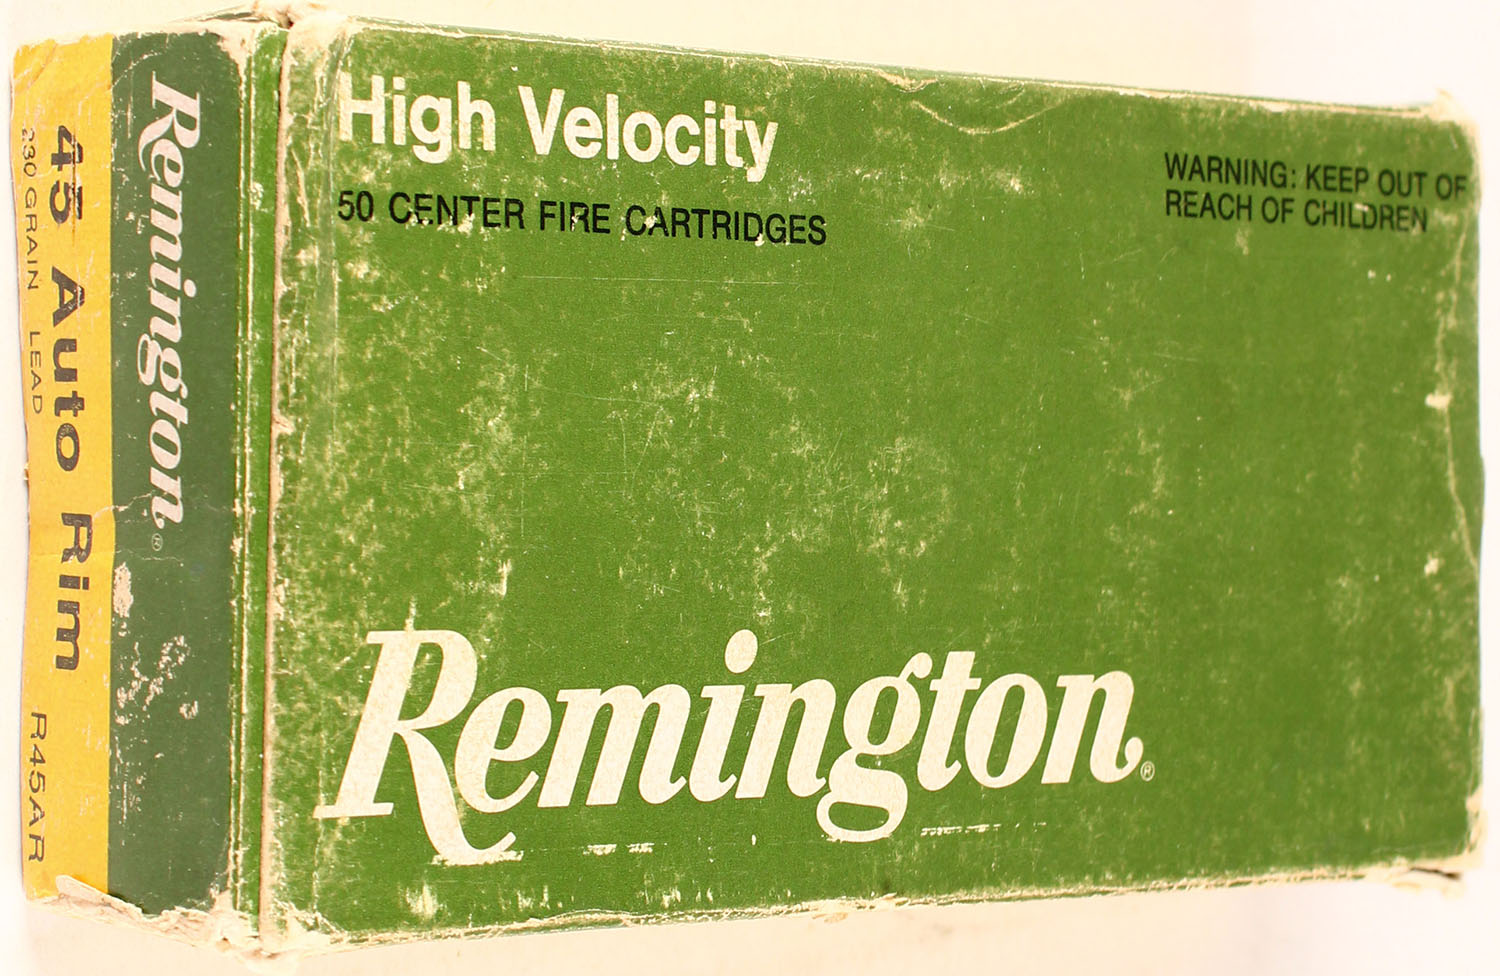 High Velocity
50 CENTER FIRE CARTRIDGES
WARNING: KEEP OUT OF
REACH OF CHILDREN
Remington®
Remington®
45 Auto Rim
230 GRAIN LEAD R45AR